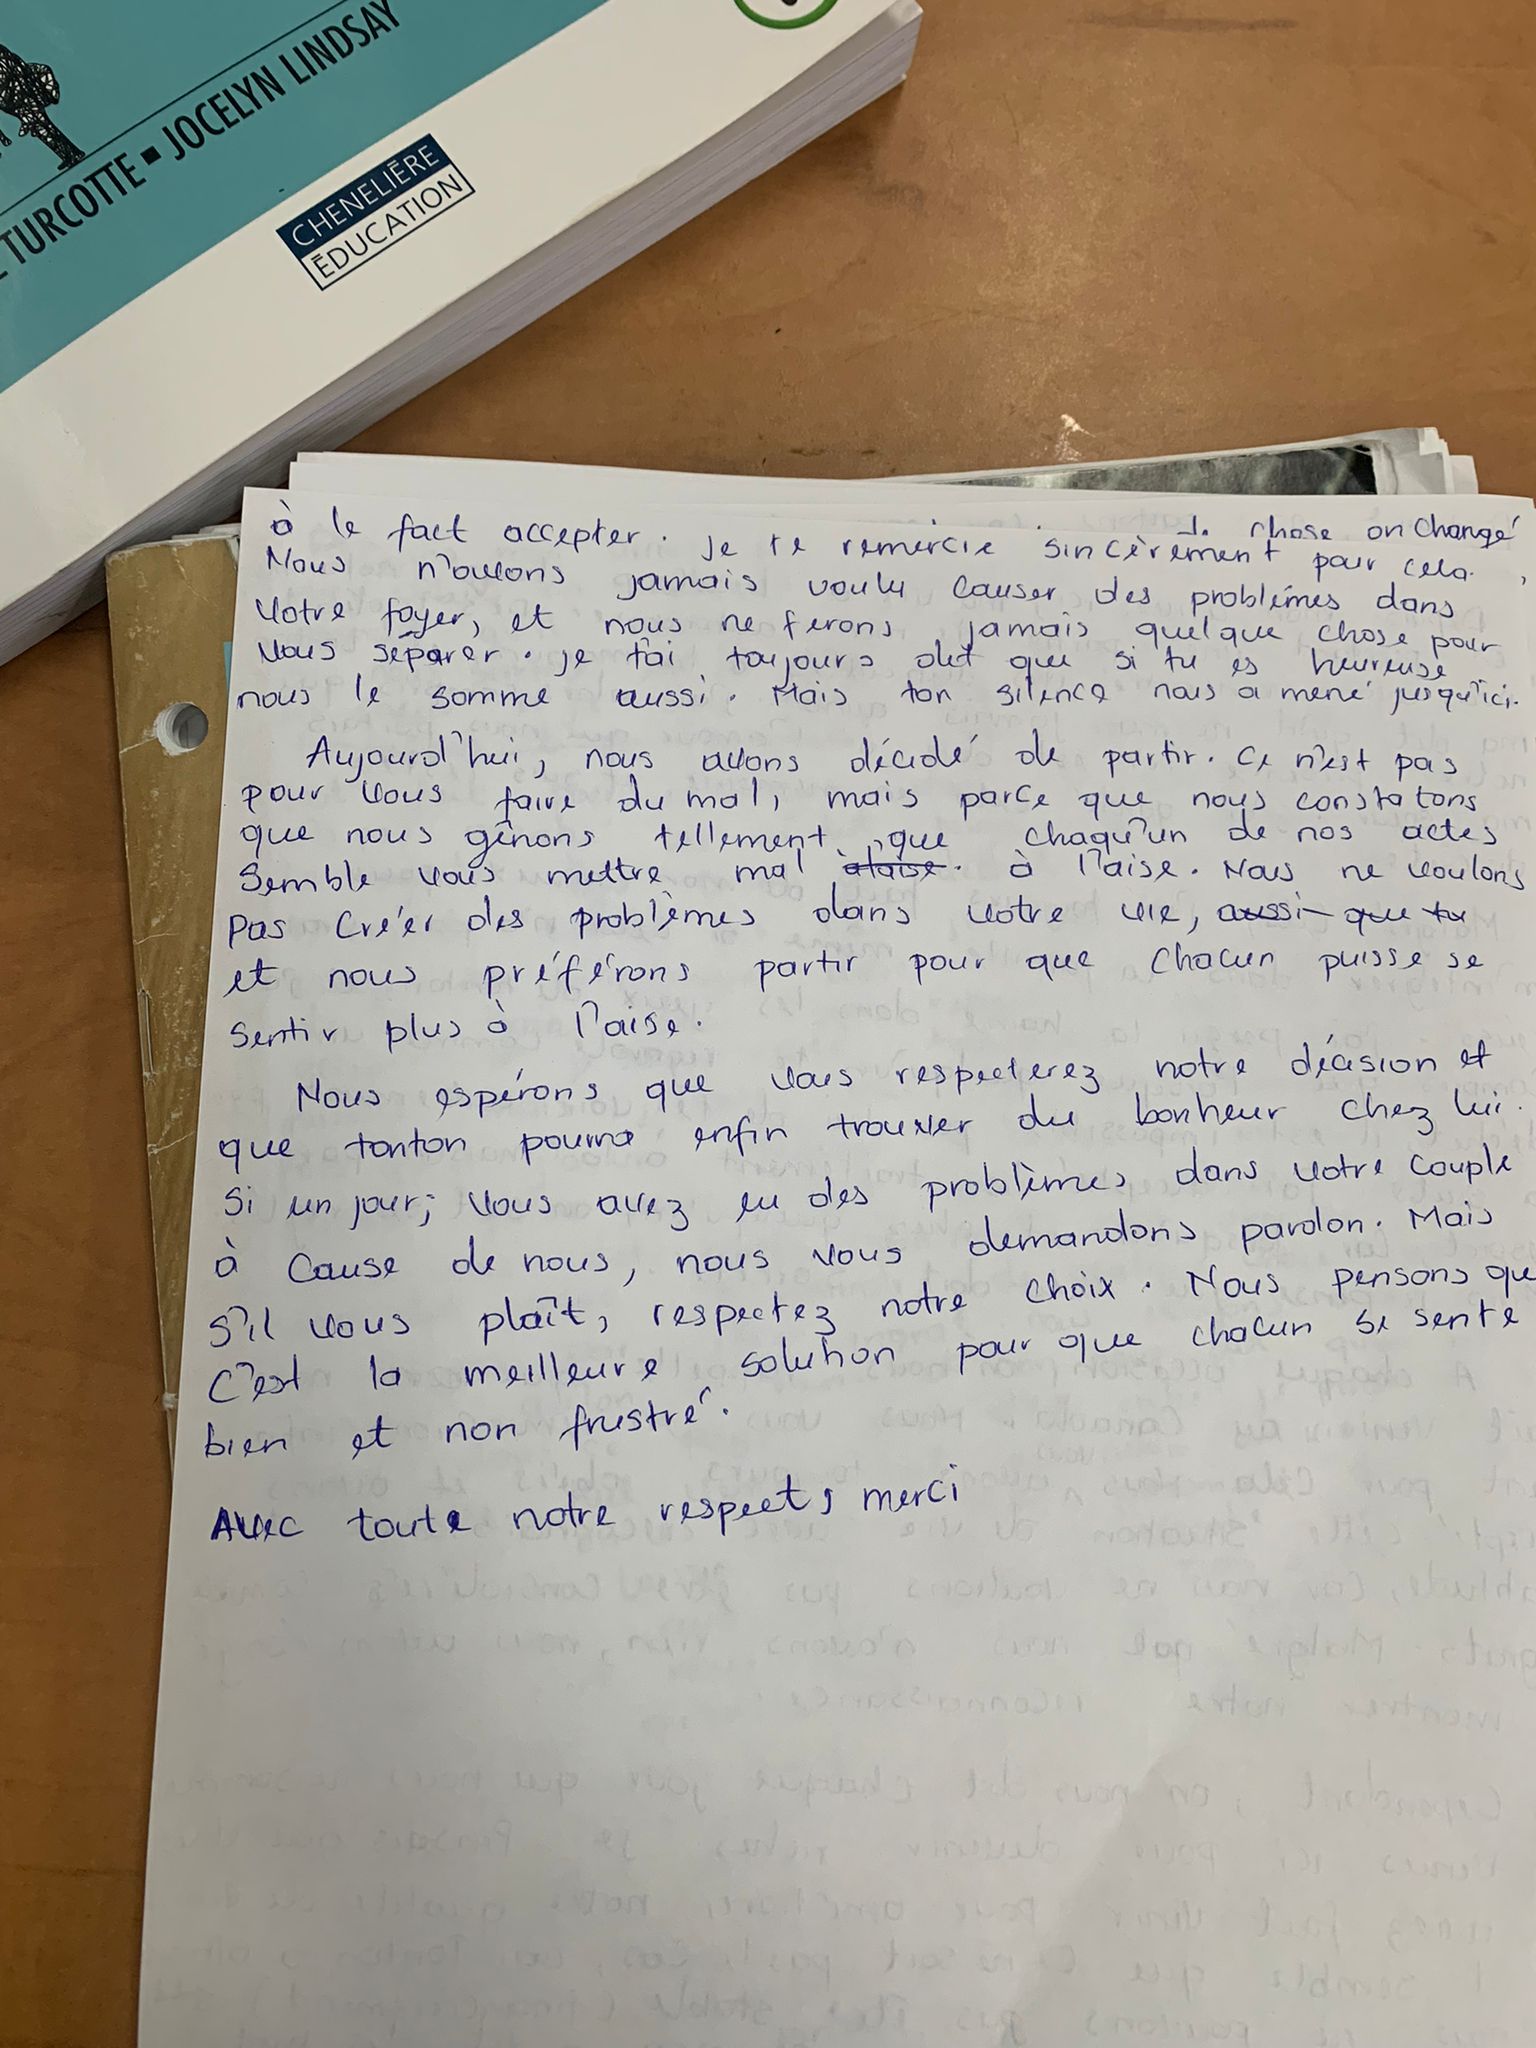 TURCOTTE ■ JOCELYN LINDSAY
CHENELIÈRE
ÉDUCATION
chose on changé
à le fact accepter. je te remercie sincèrement pour cela.
Nous n'avons jamais voulu causer des problèmes dans
votre foyer, et nous ne ferons jamais quelque chose pour
vous séparer. je t'ai toujours dit que si tu es heureuse
nous le somme aussi. Mais ton silence nous a mené jusqu'ici.
Aujourd'hui, nous avons décidé de partir. Ce n'est pas
pour vous faire du mal, mais parce que nous constatons
que nous gênons tellement, que chaqu'un de nos actes
semble vous mettre mal alaise. à l'aise. Nous ne voulons
pas créer des problèmes dans votre vie, aussi que tu
et nous préférons partir pour que chacun puisse se
sentir plus à l'aise.
Nous espérons que vous respecterez notre décision et
que tonton pourra enfin trouver du bonheur chez lui.
Si un jour, vous avez eu des problèmes dans votre couple
à cause de nous, nous vous demandons pardon. Mais
s'il vous plaît, respectez notre choix. Nous pensons que
c'est la meilleure solution pour que chacun se sente
bien et non frustré.
Avec toute notre respect, merci